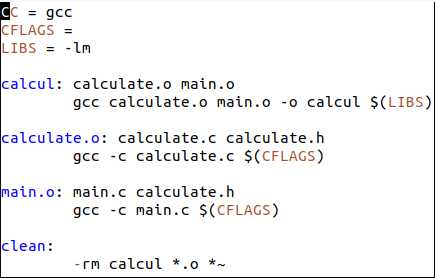 CC = gcc
CFLAGS =
LIBS = -lm
calcul: calculate.o main.o
gcc calculate.o main.o -o calcul $(LIBS)
calculate.o: calculate.c calculate.h
gcc -c calculate.c $(CFLAGS)
main.o: main.c calculate.h
gcc -c main.c $(CFLAGS)
clean:
-rm calcul *.o *~